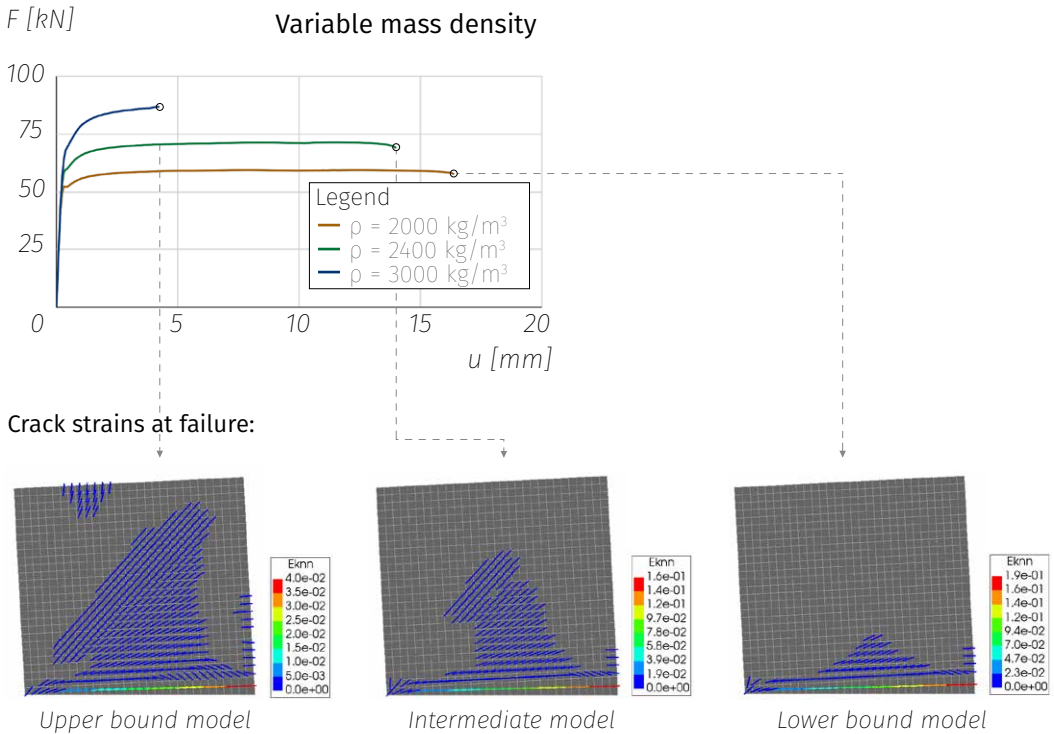 F [kN]
Variable mass density
100
75
50
25
0
5
10
15
20
u [mm]
Legend
ρ = 2000 kg/m³
ρ = 2400 kg/m³
ρ = 3000 kg/m³
Crack strains at failure:
Eknn
4.0e-02
3.5e-02
3.0e-02
2.5e-02
2.0e-02
1.5e-02
1.0e-02
5.0e-03
0.0e+00
Upper bound model
Eknn
1.6e-01
1.4e-01
1.2e-01
9.7e-02
7.8e-02
5.8e-02
3.9e-02
1.9e-02
0.0e+00
Intermediate model
Eknn
1.9e-01
1.6e-01
1.4e-01
1.2e-01
9.4e-02
7.0e-02
4.7e-02
2.3e-02
0.0e+00
Lower bound model